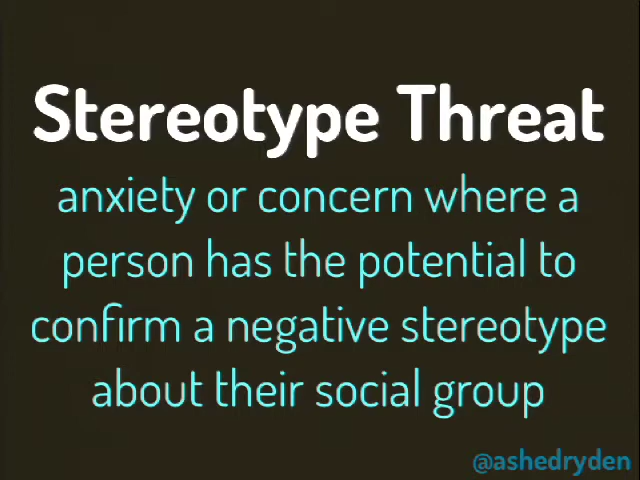 Stereotype Threat
anxiety or concern where a
person has the potential to
confirm a negative stereotype
about their social group
@ashedryden